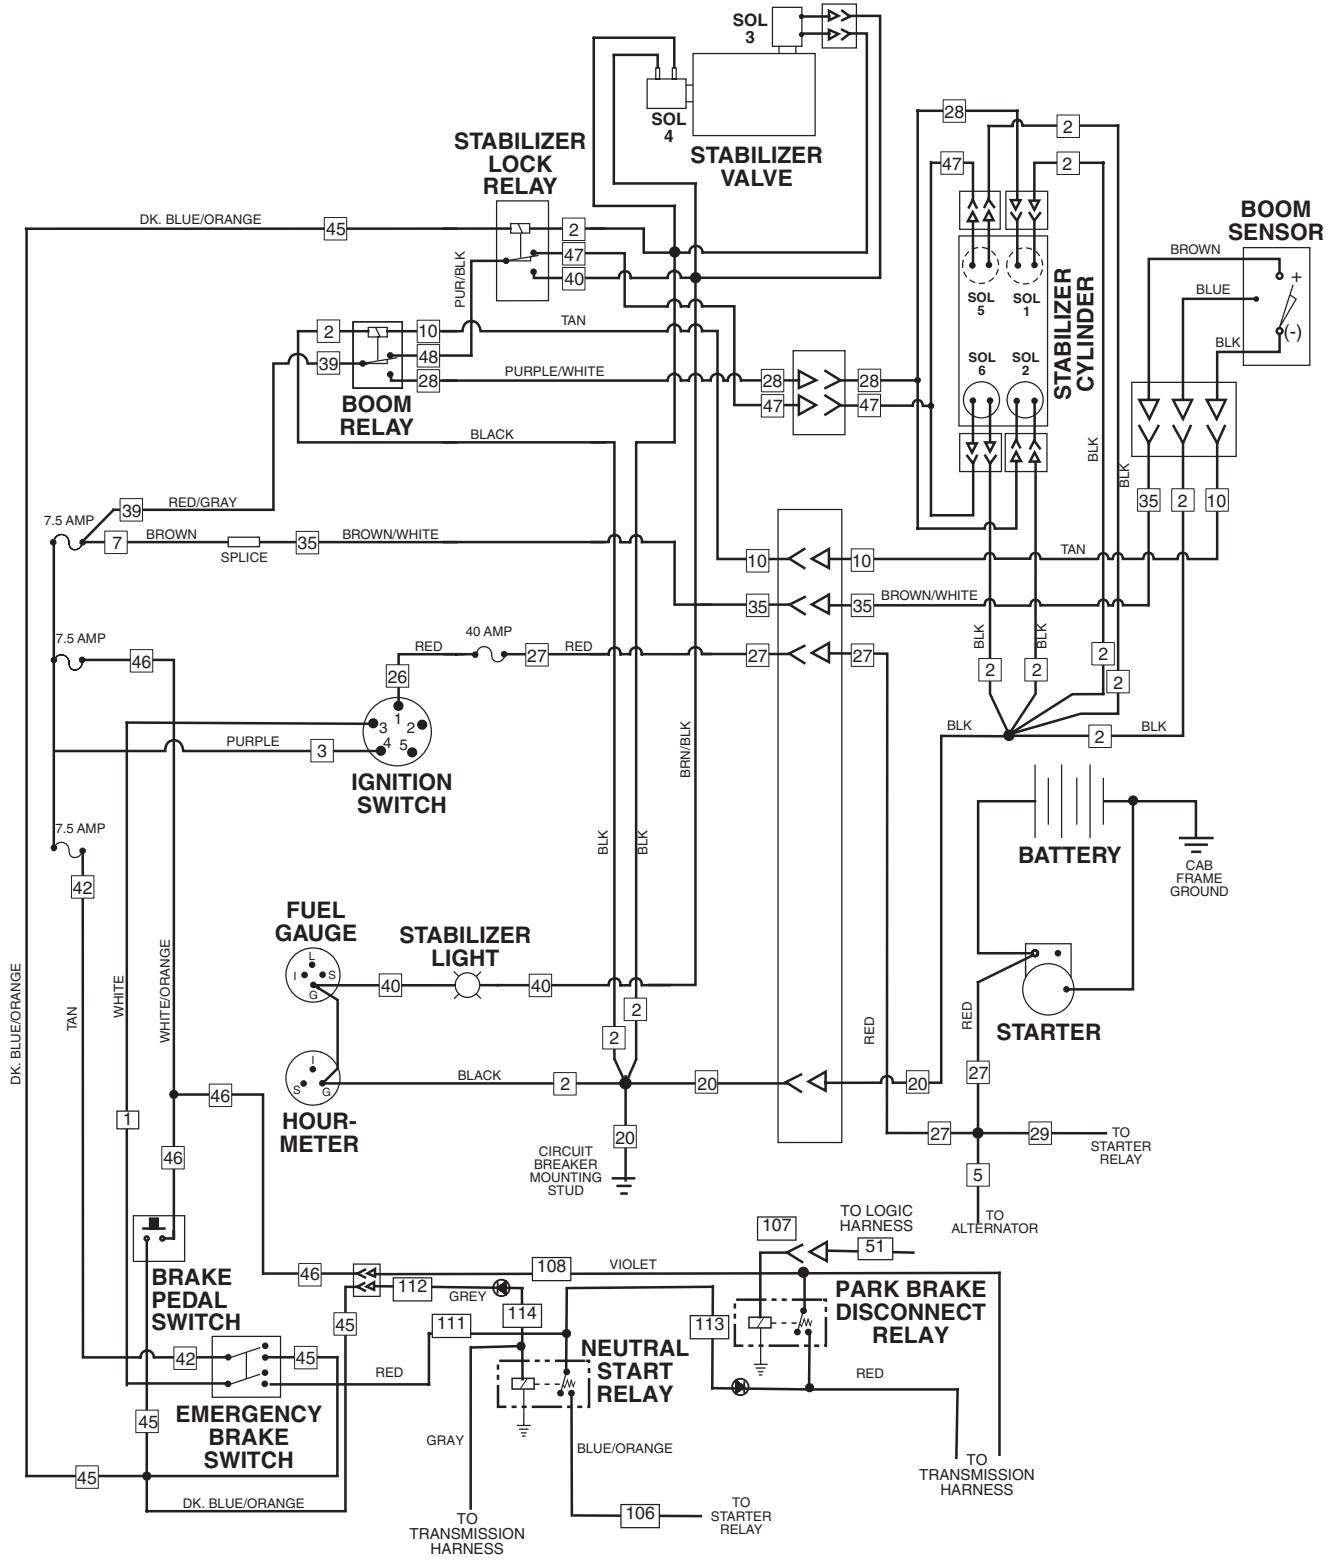 SOL
3
SOL
4
STABILIZER
VALVE
STABILIZER
LOCK
RELAY
28
2
47
2
BOOM
SENSOR
DK. BLUE/ORANGE
45
2
47
40
PUR/BLK
BROWN
BLUE
BLK
+
(-)
SOL
5
SOL
1
SOL
6
SOL
2
STABILIZER
CYLINDER
2
10
TAN
39
48
28
PURPLE/WHITE
28
28
47
47
BOOM
RELAY
BLACK
BLK
BLK
35
2
10
7.5 AMP
39
RED/GRAY
7
BROWN
SPLICE
35
BROWN/WHITE
10
10
TAN
35
35
BROWN/WHITE
7.5 AMP
46
RED
40 AMP
27
RED
27
27
26
BLK
BLK
2
2
2
2
1
3
2
4
5
PURPLE
3
IGNITION
SWITCH
BRN/BLK
BLK
2
BLK
7.5 AMP
42
BLK
BLK
BATTERY
CAB
FRAME
GROUND
FUEL
GAUGE
L
I
S
G
40
STABILIZER
LIGHT
40
DK. BLUE/ORANGE
TAN
WHITE
WHITE/ORANGE
2
2
RED
RED
STARTER
I
S
G
HOUR-
METER
BLACK
2
20
20
27
1
46
46
20
CIRCUIT
BREAKER
MOUNTING
STUD
27
29
TO
STARTER
RELAY
5
TO
ALTERNATOR
BRAKE
PEDAL
SWITCH
46
108
VIOLET
107
TO LOGIC
HARNESS
51
112
GREY
114
45
111
113
PARK BRAKE
DISCONNECT
RELAY
NEUTRAL
START
RELAY
42
45
RED
RED
EMERGENCY
BRAKE
SWITCH
45
45
DK. BLUE/ORANGE
GRAY
BLUE/ORANGE
TO
TRANSMISSION
HARNESS
106
TO
STARTER
RELAY
TO
TRANSMISSION
HARNESS